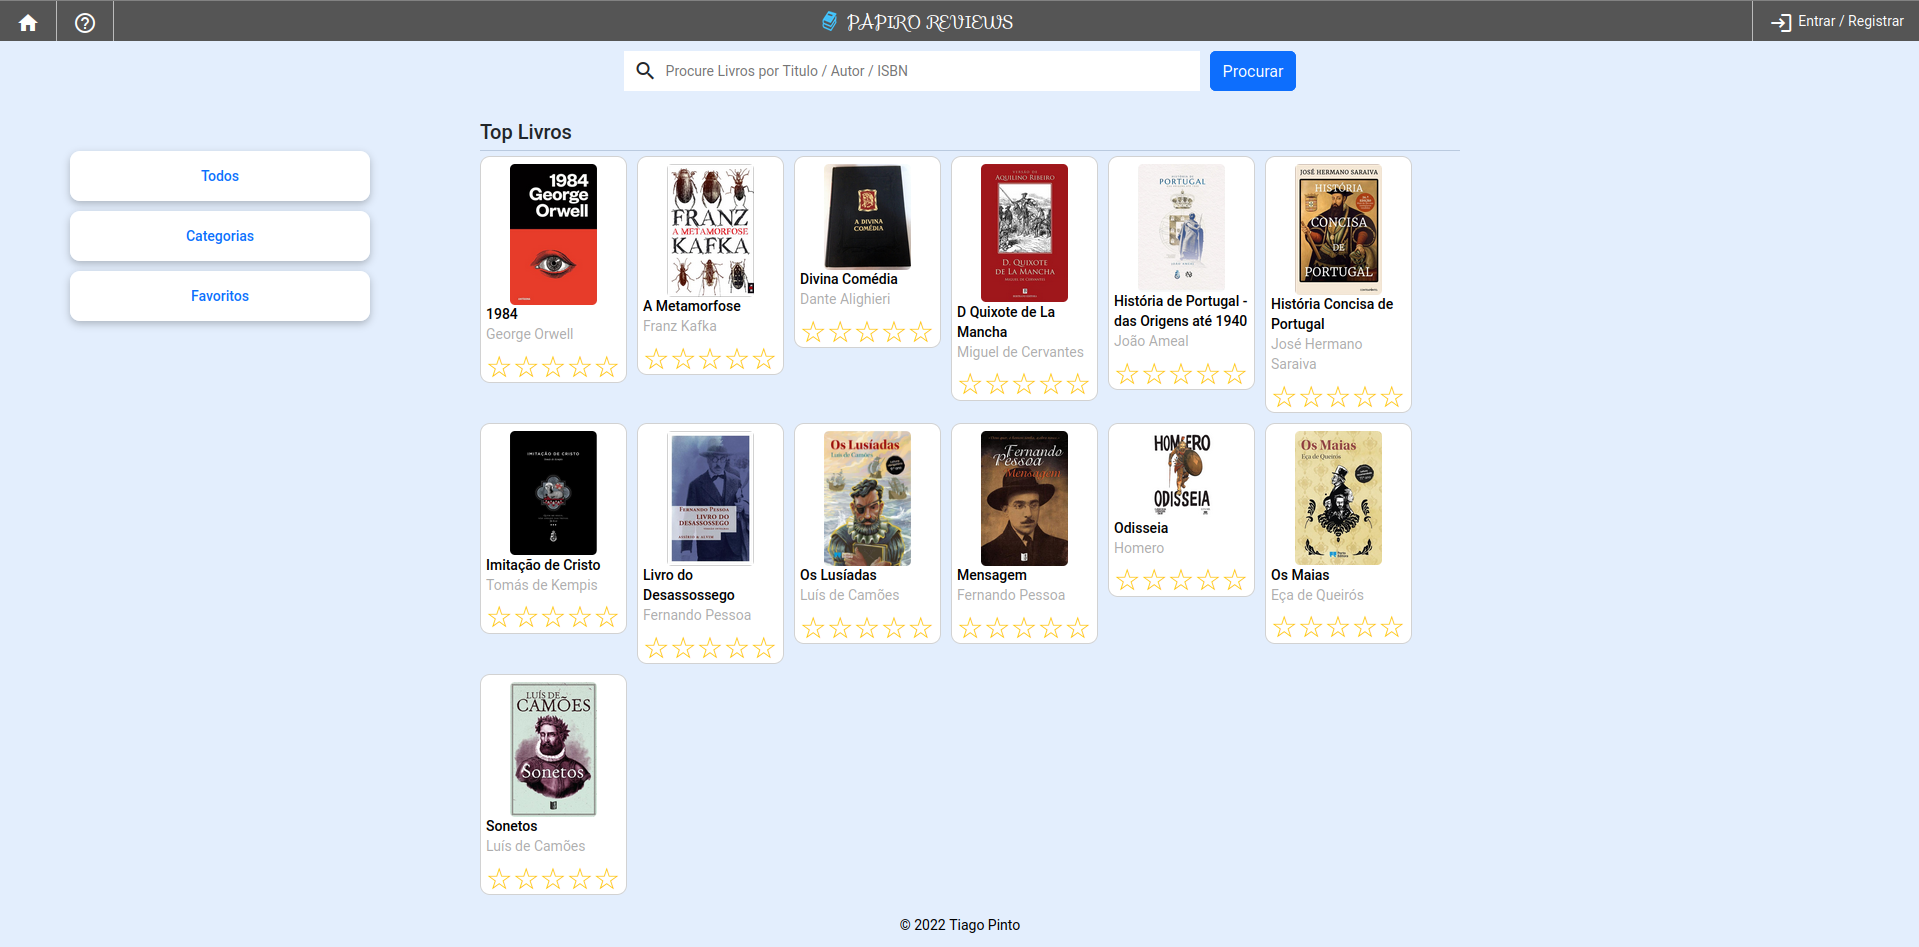 PAPIRO REVIEWS
Entrar / Registrar
Procure Livros por Titulo / Autor / ISBN
Procurar
Top Livros
Todos
Categorias
Favoritos
1984
George
Orwell
1984
George Orwell
FRANZ
A METAMORFOSE
KAFKA
A Metamorfose
Franz Kafka
A DIVINA
COMÉDIA
Divina Comédia
Dante Alighieri
AQUILINO RIBEIRO
D. QUIXOTE
DE LA MANCHA
D Quixote de La
Mancha
Miguel de Cervantes
PORTUGAL
História de Portugal -
das Origens até 1940
João Ameal
JOSÉ HERMANO SARAIVA
HISTÓRIA
CONCISA
DE
PORTUGAL
História Concisa de
Portugal
José Hermano
Saraiva
IMITAÇÃO DE CRISTO
Imitação de Cristo
Tomás de Kempis
FERNANDO PESSOA
LIVRO DO
DESASSOSSEGO
Livro do
Desassossego
Fernando Pessoa
Os Lusíadas
Luís de Camões
Os Lusíadas
Luís de Camões
Fernando
Pessoa
Mensagem
Mensagem
Fernando Pessoa
HOMERO
ODISSEIA
Odisseia
Homero
Os Maias
Eça de Queirós
Os Maias
Eça de Queirós
LUÍS DE
CAMÕES
Sonetos
Sonetos
Luís de Camões
© 2022 Tiago Pinto